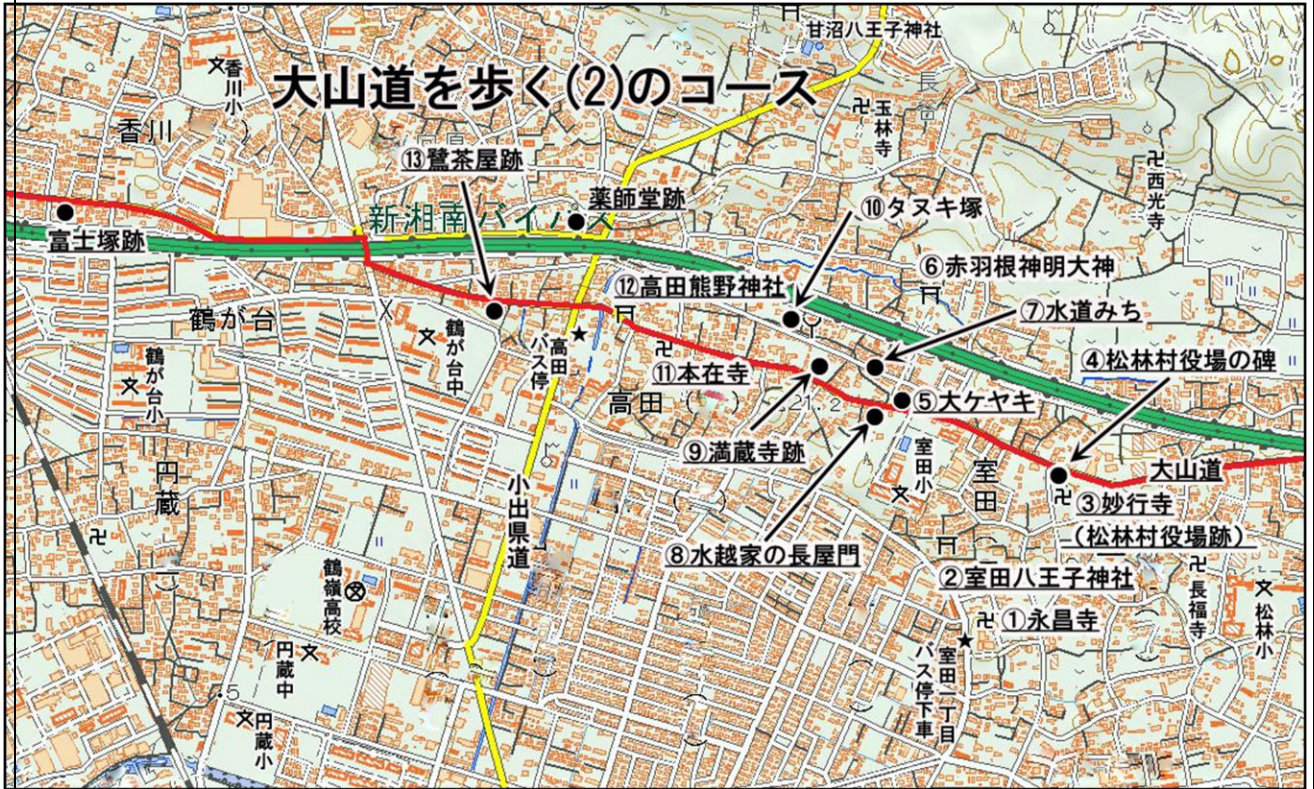 甘沼八王子神社
香川小
大山道を歩く(2)のコース
香川
玉林寺
西光寺
⑬鷺茶屋跡
薬師堂跡
新湘南バイパス
⑩タヌキ塚
富士塚跡
⑥赤羽根神明大神
⑫高田熊野神社
⑦水道みち
鶴が台
鶴が台中
高田
バス停
④松林村役場の碑
鶴が台小
⑪本在寺
高田
21.2
⑤大ケヤキ
⑨満蔵寺跡
室田小
室田
大山道
円蔵
小出県道
③妙行寺
(松林村役場跡)
⑧水越家の長屋門
鶴嶺高校
②室田八王子神社
長福寺
松林小
①永昌寺
円蔵中
室田一丁目
バス停下車
円蔵小